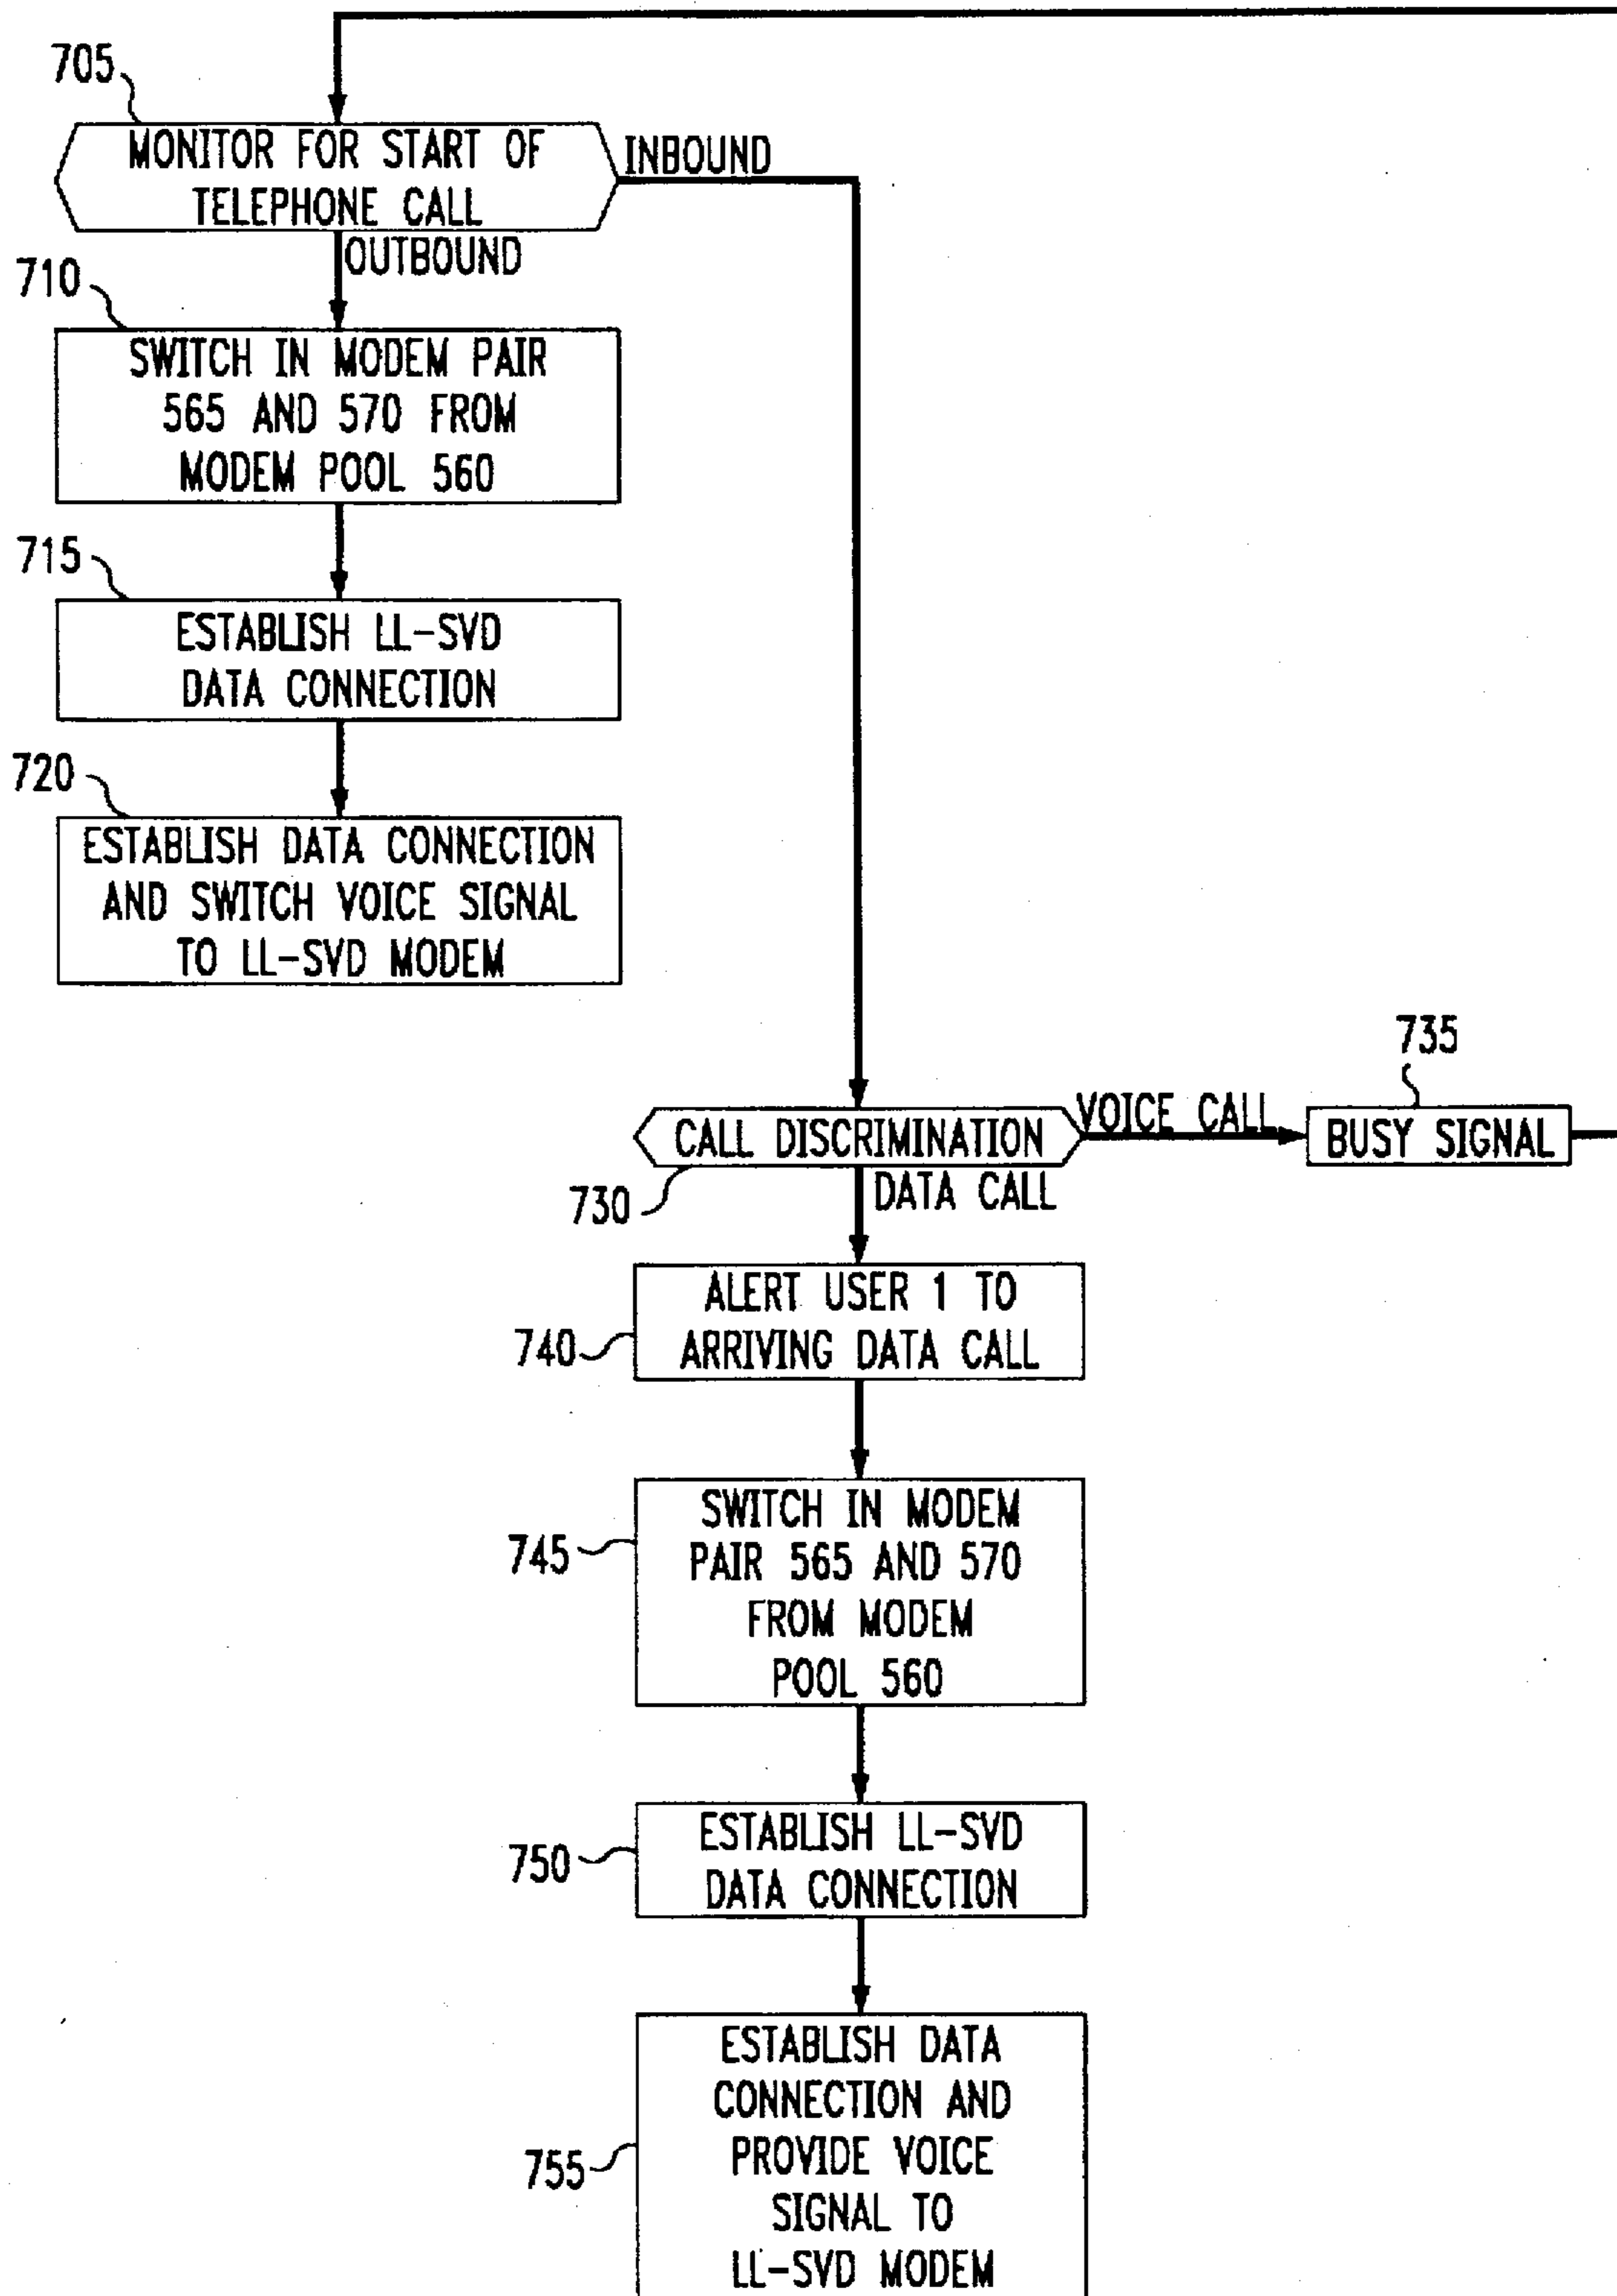 705
MONITOR FOR START OF
TELEPHONE CALL
INBOUND
OUTBOUND
710
SWITCH IN MODEM PAIR
565 AND 570 FROM
MODEM POOL 560
715
ESTABLISH LL-SVD
DATA CONNECTION
720
ESTABLISH DATA CONNECTION
AND SWITCH VOICE SIGNAL
TO LL-SVD MODEM
735
CALL DISCRIMINATION
VOICE CALL
BUSY SIGNAL
730
DATA CALL
740
ALERT USER 1 TO
ARRIVING DATA CALL
745
SWITCH IN MODEM
PAIR 565 AND 570
FROM MODEM
POOL 560
750
ESTABLISH LL-SVD
DATA CONNECTION
755
ESTABLISH DATA
CONNECTION AND
PROVIDE VOICE
SIGNAL TO
LL-SVD MODEM